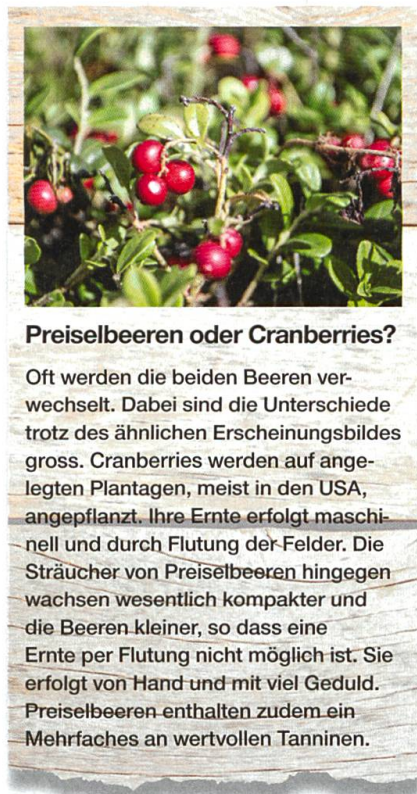 Preiselbeeren oder Cranberries?
Oft werden die beiden Beeren ver-
wechselt. Dabei sind die Unterschiede
trotz des ähnlichen Erscheinungsbildes
gross. Cranberries werden auf ange-
legten Plantagen, meist in den USA,
angepflanzt. Ihre Ernte erfolgt maschi-
nell und durch Flutung der Felder. Die
Sträucher von Preiselbeeren hingegen
wachsen wesentlich kompakter und
die Beeren kleiner, so dass eine
Ernte per Flutung nicht möglich ist. Sie
erfolgt von Hand und mit viel Geduld.
Preiselbeeren enthalten zudem ein
Mehrfaches an wertvollen Tanninen.